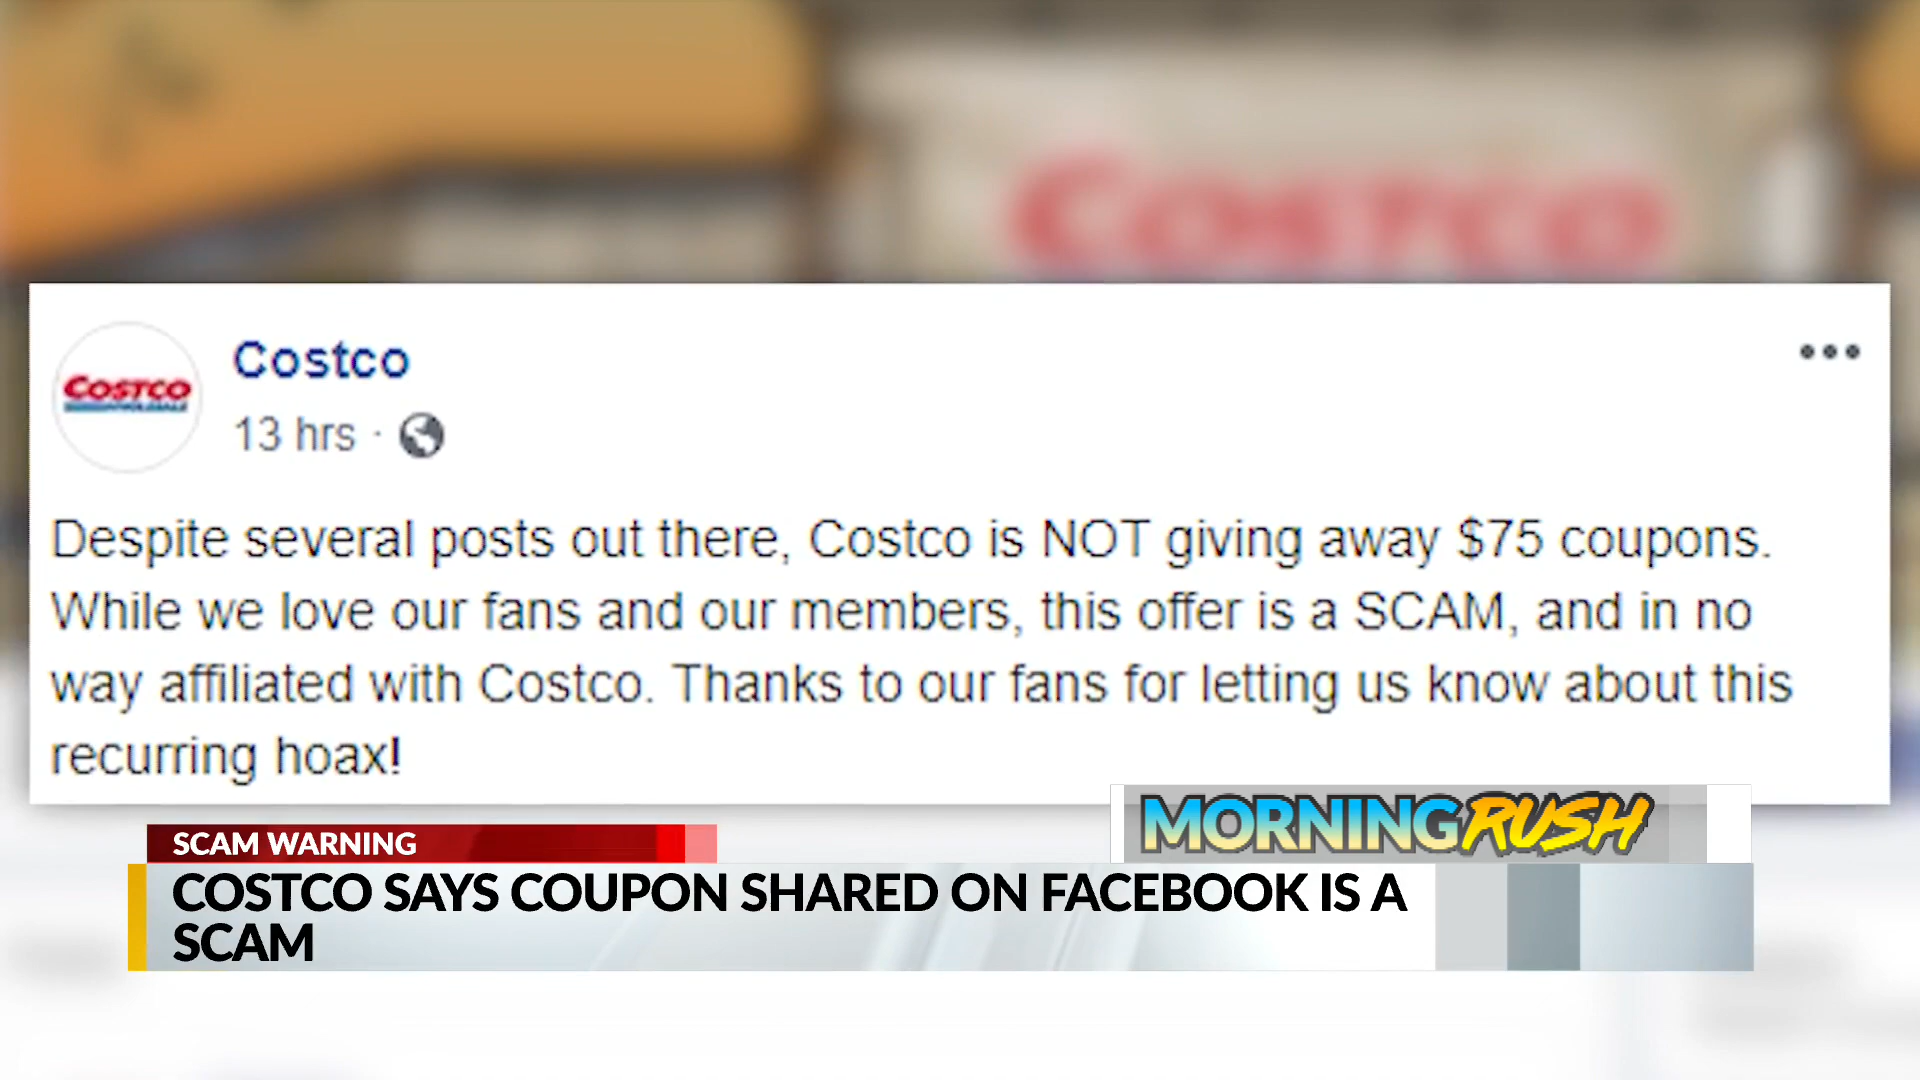 COSTCO
COSTCO
Costco
13 hrs ·
Despite several posts out there, Costco is NOT giving away $75 coupons.
While we love our fans and our members, this offer is a SCAM, and in no
way affiliated with Costco. Thanks to our fans for letting us know about this
recurring hoax!
MORNING RUSH
SCAM WARNING
COSTCO SAYS COUPON SHARED ON FACEBOOK IS A
SCAM